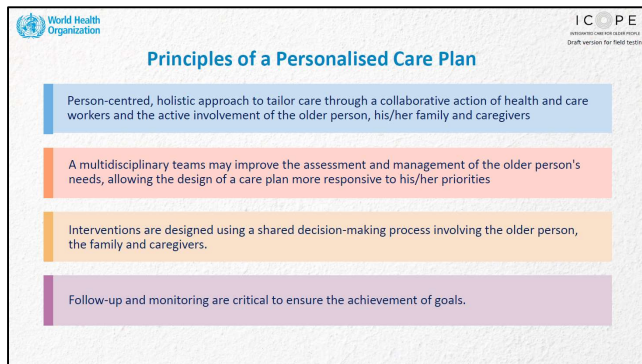 World Health
Organization
ICOPE
INTEGRATED CARE FOR OLDER PEOPLE
Draft version for field testin
Principles of a Personalised Care Plan
Person-centred, holistic approach to tailor care through a collaborative action of health and care
workers and the active involvement of the older person, his/her family and caregivers
A multidisciplinary teams may improve the assessment and management of the older person's
needs, allowing the design of a care plan more responsive to his/her priorities
Interventions are designed using a shared decision-making process involving the older person,
the family and caregivers.
Follow-up and monitoring are critical to ensure the achievement of goals.